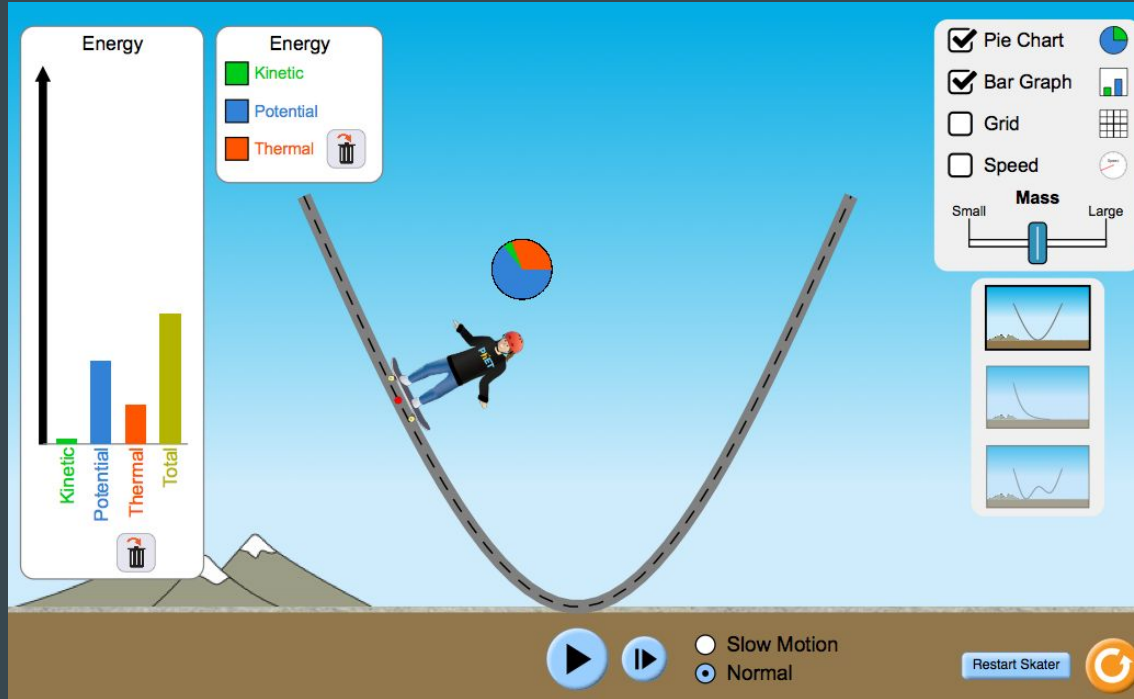 Energy
Kinetic
Potential
Thermal
Total
Energy
Kinetic
Potential
Thermal
PhET
Pie Chart
Bar Graph
Grid
Speed
Mass
Small
Large
Slow Motion
Normal
Restart Skater